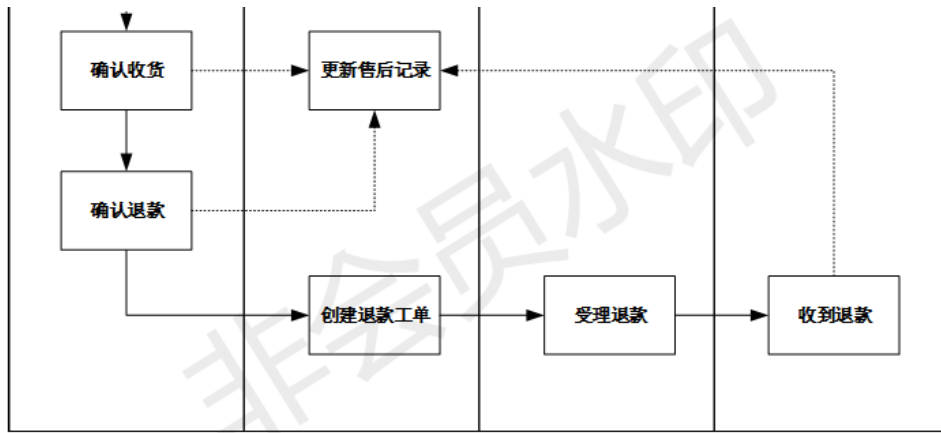 确认收货
更新售后记录
确认退款
创建退款工单
受理退款
收到退款
非会员水印